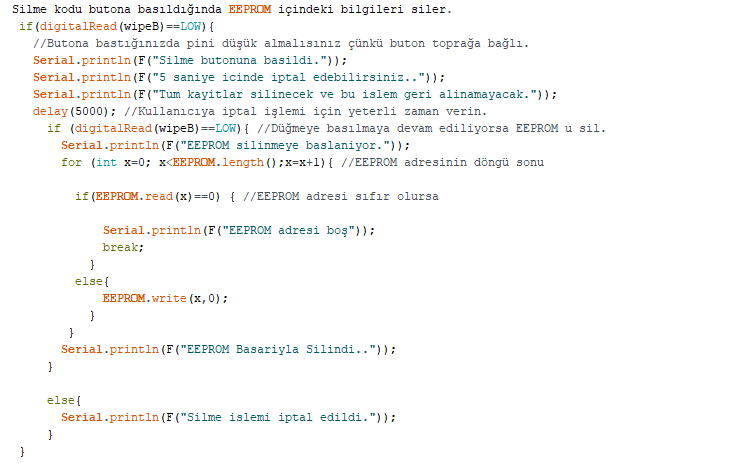 Silme kodu butona basıldığında EEPROM içindeki bilgileri siler.
if(digitalRead(wipeB)==LOW){
//Butona bastığınızda pini düşük almalısınız çünkü buton toprağa bağlı.
Serial.println(F("Silme butonuna basildi."));
Serial.println(F("5 saniye icinde iptal edebilirsiniz.."));
Serial.println(F("Tum kayitlar silinecek ve bu islem geri alinamayacak."));
delay(5000); //Kullanıcıya iptal işlemi için yeterli zaman verin.
if (digitalRead(wipeB)==LOW){ //Düğmeye basılmaya devam ediliyorsa EEPROM u sil.
Serial.println(F("EEPROM silinmeye baslaniyor."));
for (int x=0; x<EEPROM.length();x=x+1){ //EEPROM adresinin döngü sonu
if(EEPROM.read(x)==0) { //EEPROM adresi sıfır olursa
Serial.println(F("EEPROM adresi boş"));
break;
}
else{
EEPROM.write(x,0);
}
}
Serial.println(F("EEPROM Basariyla Silindi.."));
}
else{
Serial.println(F("Silme islemi iptal edildi."));
}
}